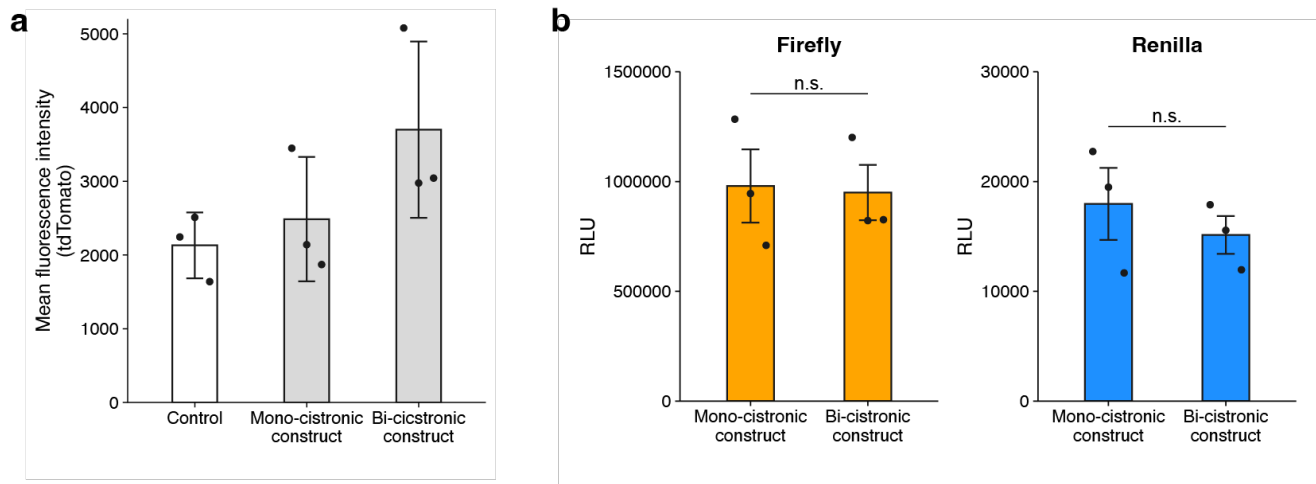 a
Mean fluorescence intensity
(tdTomato)
5000
4000
3000
2000
1000
0
Control
Mono-cistronic
construct
Bi-cicstronic
construct
b
Firefly
RLU
1500000
1000000
500000
0
n.s.
Mono-cistronic
construct
Bi-cistronic
construct
Renilla
RLU
30000
20000
10000
0
n.s.
Mono-cistronic
construct
Bi-cistronic
construct